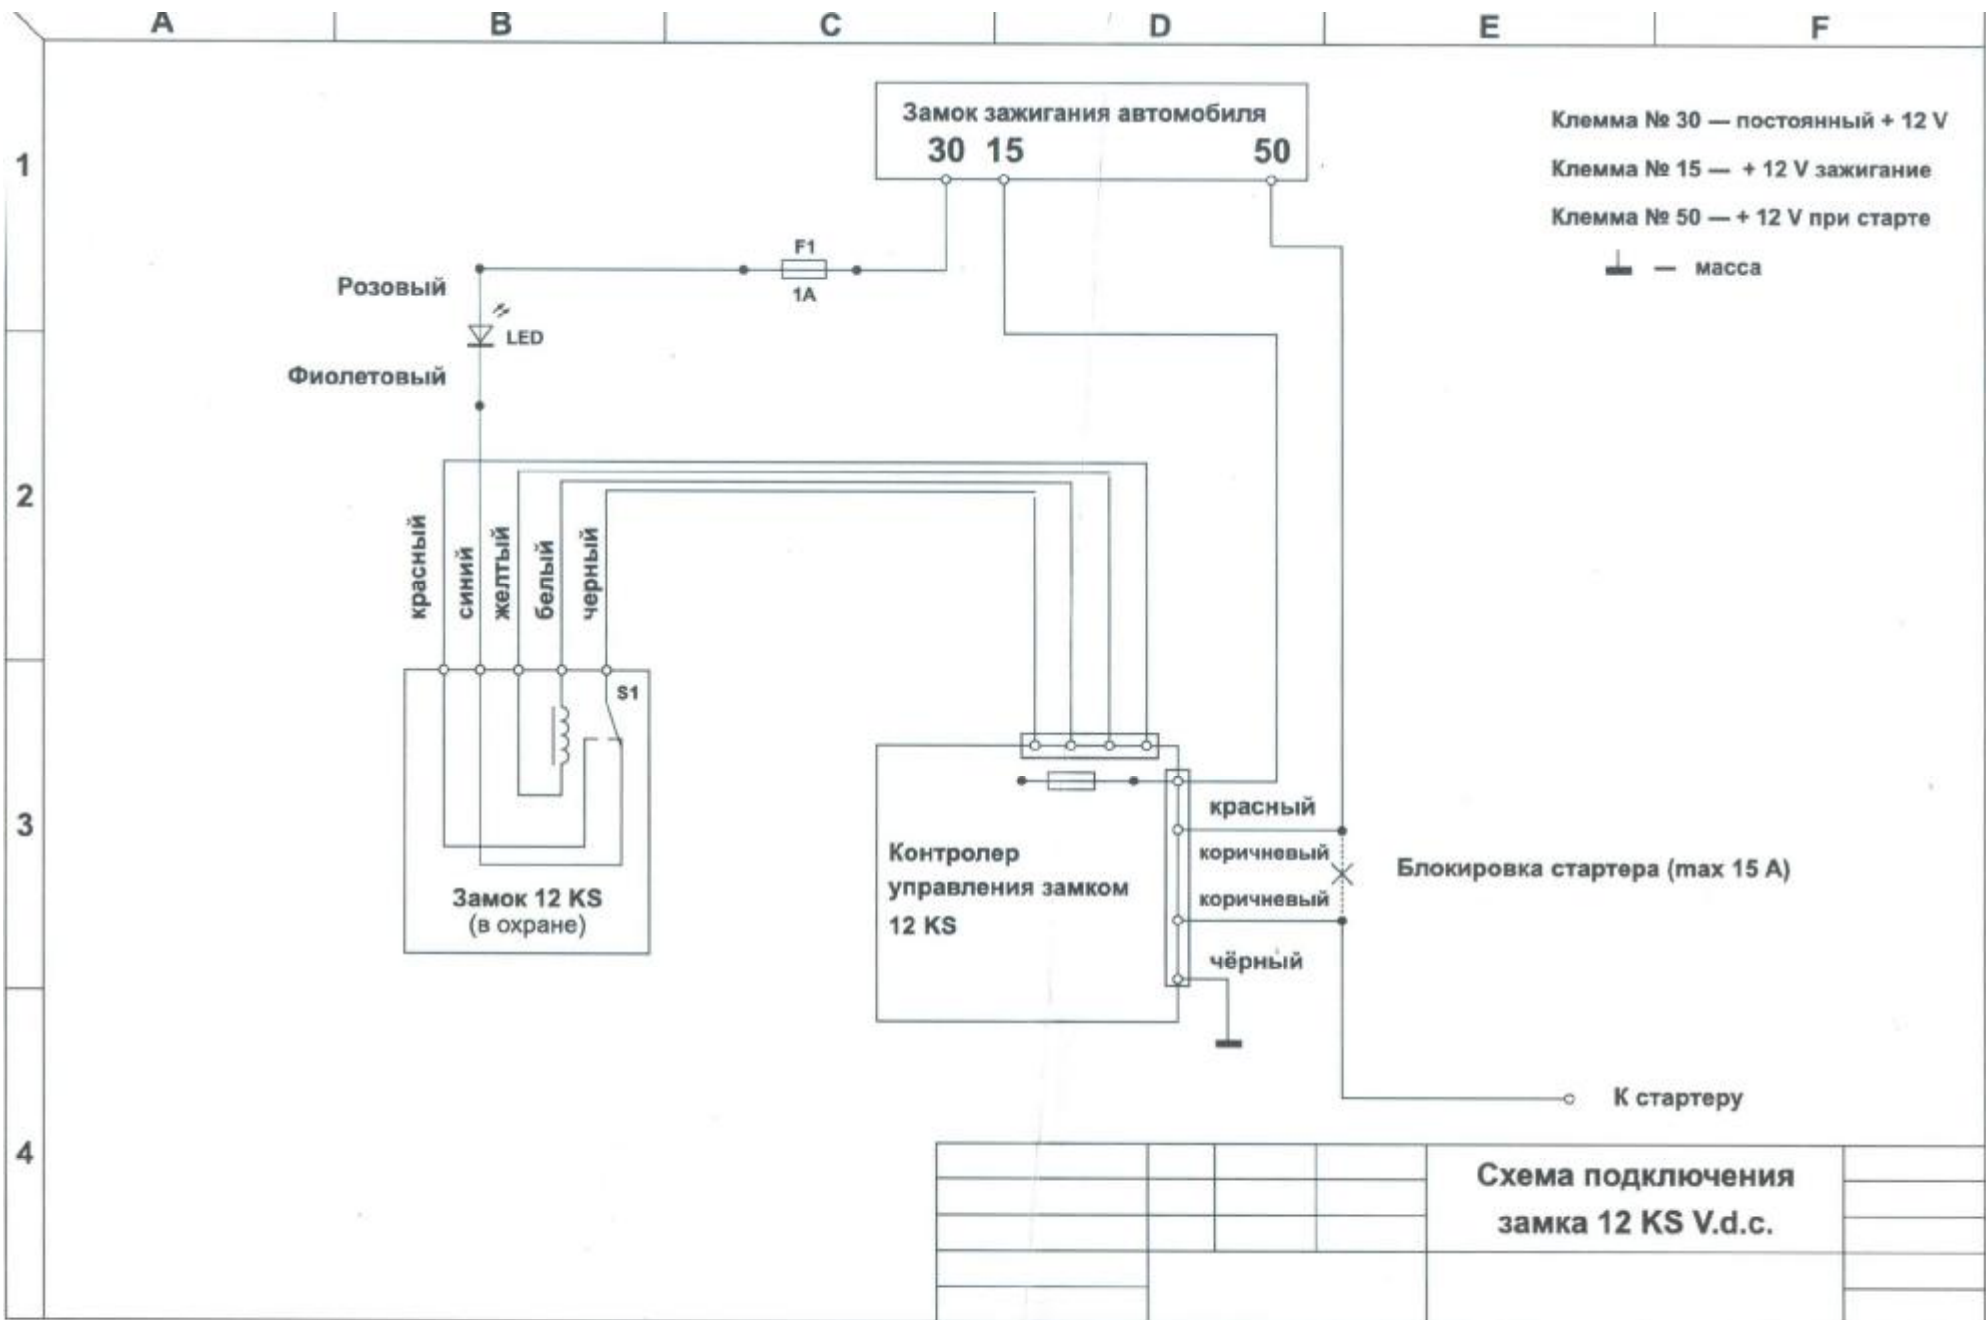 A B C D E F
Замок зажигания автомобиля
30 15 50
Клемма № 30 — постоянный + 12 V
Клемма № 15 — + 12 V зажигание
Клемма № 50 — + 12 V при старте
— масса
1
F1
1A
Розовый
LED
Фиолетовый
2
красный
синий
желтый
белый
черный
S1
3
Замок 12 KS
(в охране)
Контролер
управления замком
12 KS
красный
коричневый
коричневый
чёрный
Блокировка стартера (max 15 A)
К стартеру
4
Схема подключения
замка 12 KS V.d.c.